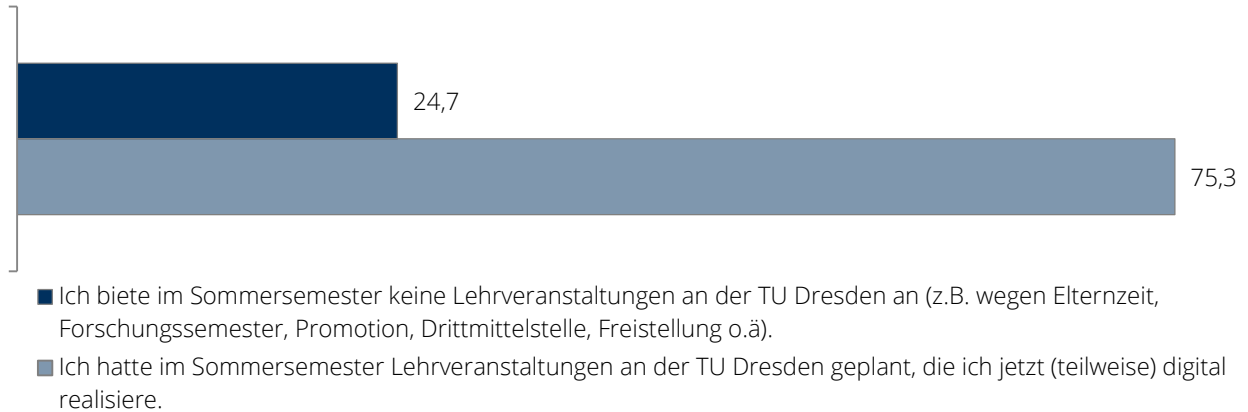 24,7
75,3
Ich biete im Sommersemester keine Lehrveranstaltungen an der TU Dresden an (z.B. wegen Elternzeit,
Forschungssemester, Promotion, Drittmittelstelle, Freistellung o.ä).
Ich hatte im Sommersemester Lehrveranstaltungen an der TU Dresden geplant, die ich jetzt (teilweise) digital
realisiere.